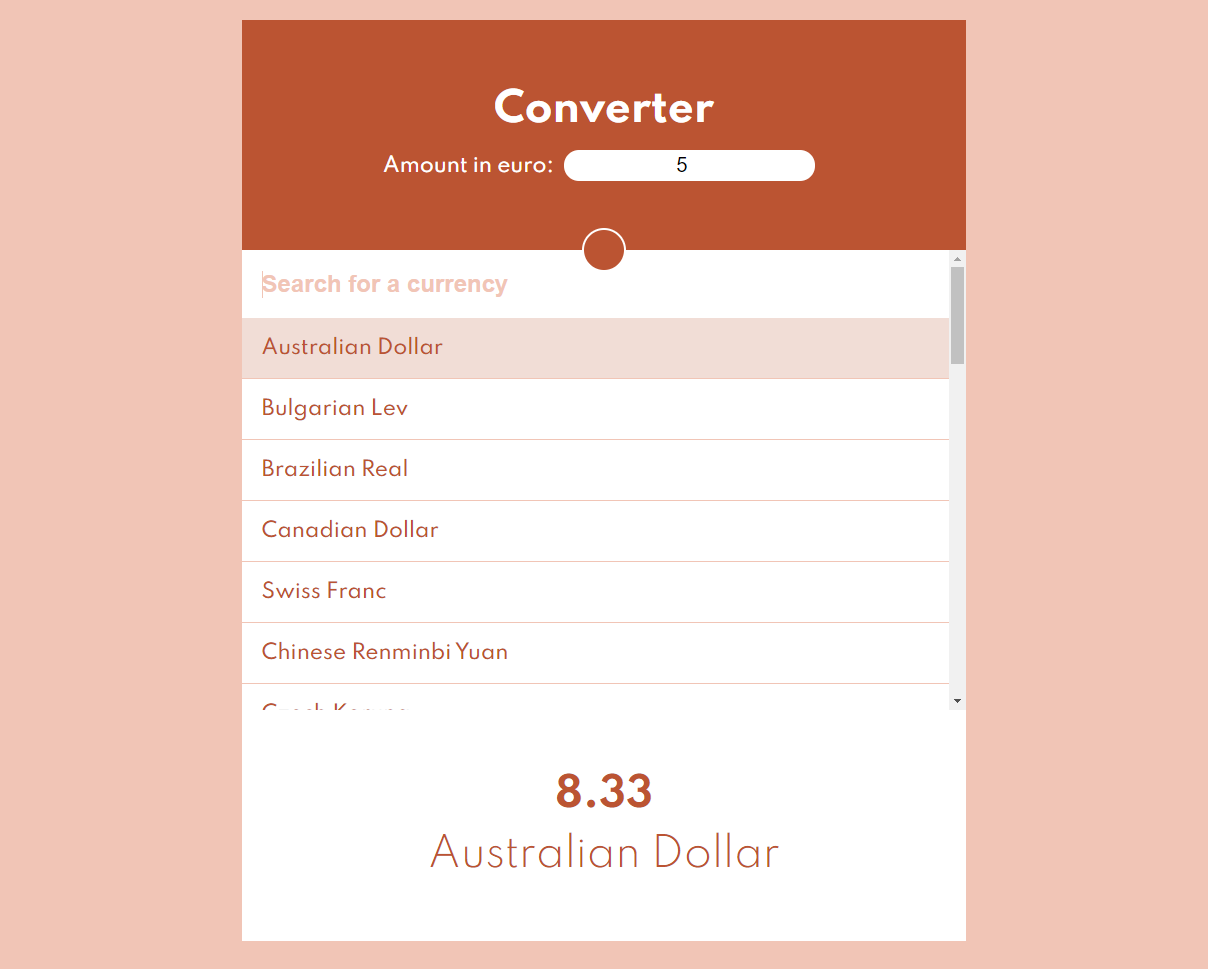 Converter
Amount in euro: 5
Search for a currency
Australian Dollar
Bulgarian Lev
Brazilian Real
Canadian Dollar
Swiss Franc
Chinese Renminbi Yuan
8.33
Australian Dollar